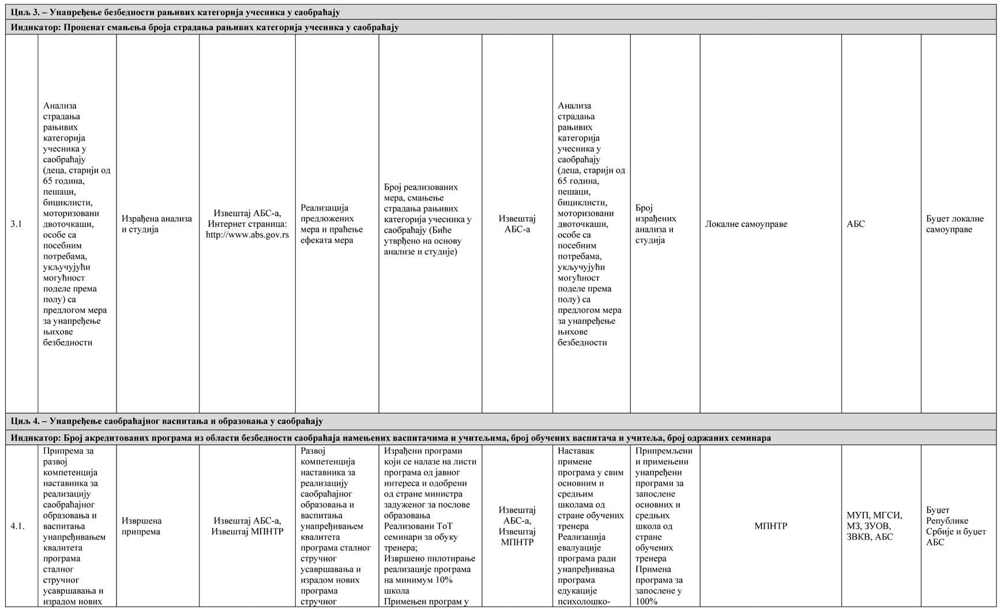 Циљ 3. – Унапређење безбедности рањивих категорија учесника у саобраћају
Индикатор: Проценат смањења броја страдања рањивих категорија учесника у саобраћају
3.1
Анализа
страдања
рањивих
категорија
учесника у
саобраћају
(деца, старији од
65 година,
пешаци,
бициклисти,
моторизовани
двоточкаши,
особе са
посебним
потребама,
укључујући
могућност
поделе према
полу) са
предлогом мера
за унапређење
њихове
безбедности
Израђена анализа
и студија
Извештај АБС-а,
Интернет страница:
http://www.abs.gov.rs
Реализација
предложених
мера и праћење
ефеката мера
Број реализованих
мера, смањење
страдања рањивих
категорија учесника у
саобраћају (Биће
утврђено на основу
анализе и студије)
Извештај
АБС-а
Анализа
страдања
рањивих
категорија
учесника у
саобраћају
(деца, старији од
65 година,
пешаци,
бициклисти,
моторизовани
двоточкаши,
особе са
посебним
потребама,
укључујући
могућност
поделе према
полу) са
предлогом мера
за унапређење
њихове
безбедности
Број
израђених
анализа и
студија
Локалне самоуправе
АБС
Буџет локалне
самоуправе
Циљ 4. – Унапређење саобраћајног васпитања и образовања у саобраћају
Индикатор: Број акредитованих програма из области безбедности саобраћаја намењених васпитачима и учитељима, број обучених васпитача и учитеља, број одржаних семинара
4.1.
Припрема за
развој
компетенција
наставника за
реализацију
саобраћајног
образовања и
васпитања
унапређивањем
квалитета
програма
сталног
стручног
усавршавања и
израдом нових
Извршена
припрема
Извештај АБС-а,
Извештај МПНТР
Развој
компетенција
наставника за
реализацију
саобраћајног
образовања и
васпитања
унапређивањем
квалитета
програма сталног
стручног
усавршавања и
израдом нових
програма
стручног
Израђени програми
који се налазе на листи
програма од јавног
интереса и одобрени
од стране министра
задуженог за послове
образовања
Реализовани ТоТ
семинари за обуку
тренера;
Извршено пилотирање
реализације програма
на минимум 10%
школа
Примењен програм у
Извештај
АБС-а,
Извештај
МПНТР
Наставак
примене
програма у свим
основним и
средњим
школама од
стране обучених
тренера
Реализација
евалуације
програма ради
унапређивања
програма
едукације
психолошко-
Припремљени
и примењени
унапређени
програми за
запослене
основних и
средњих
школа од
стране
обучених
тренера
Примена
програма за
запослене у
100%
МПНТР
МУП, МГСИ,
МЗ, ЗУОВ,
ЗВКВ, АБС
Буџет
Републике
Србије и буџет
АБС